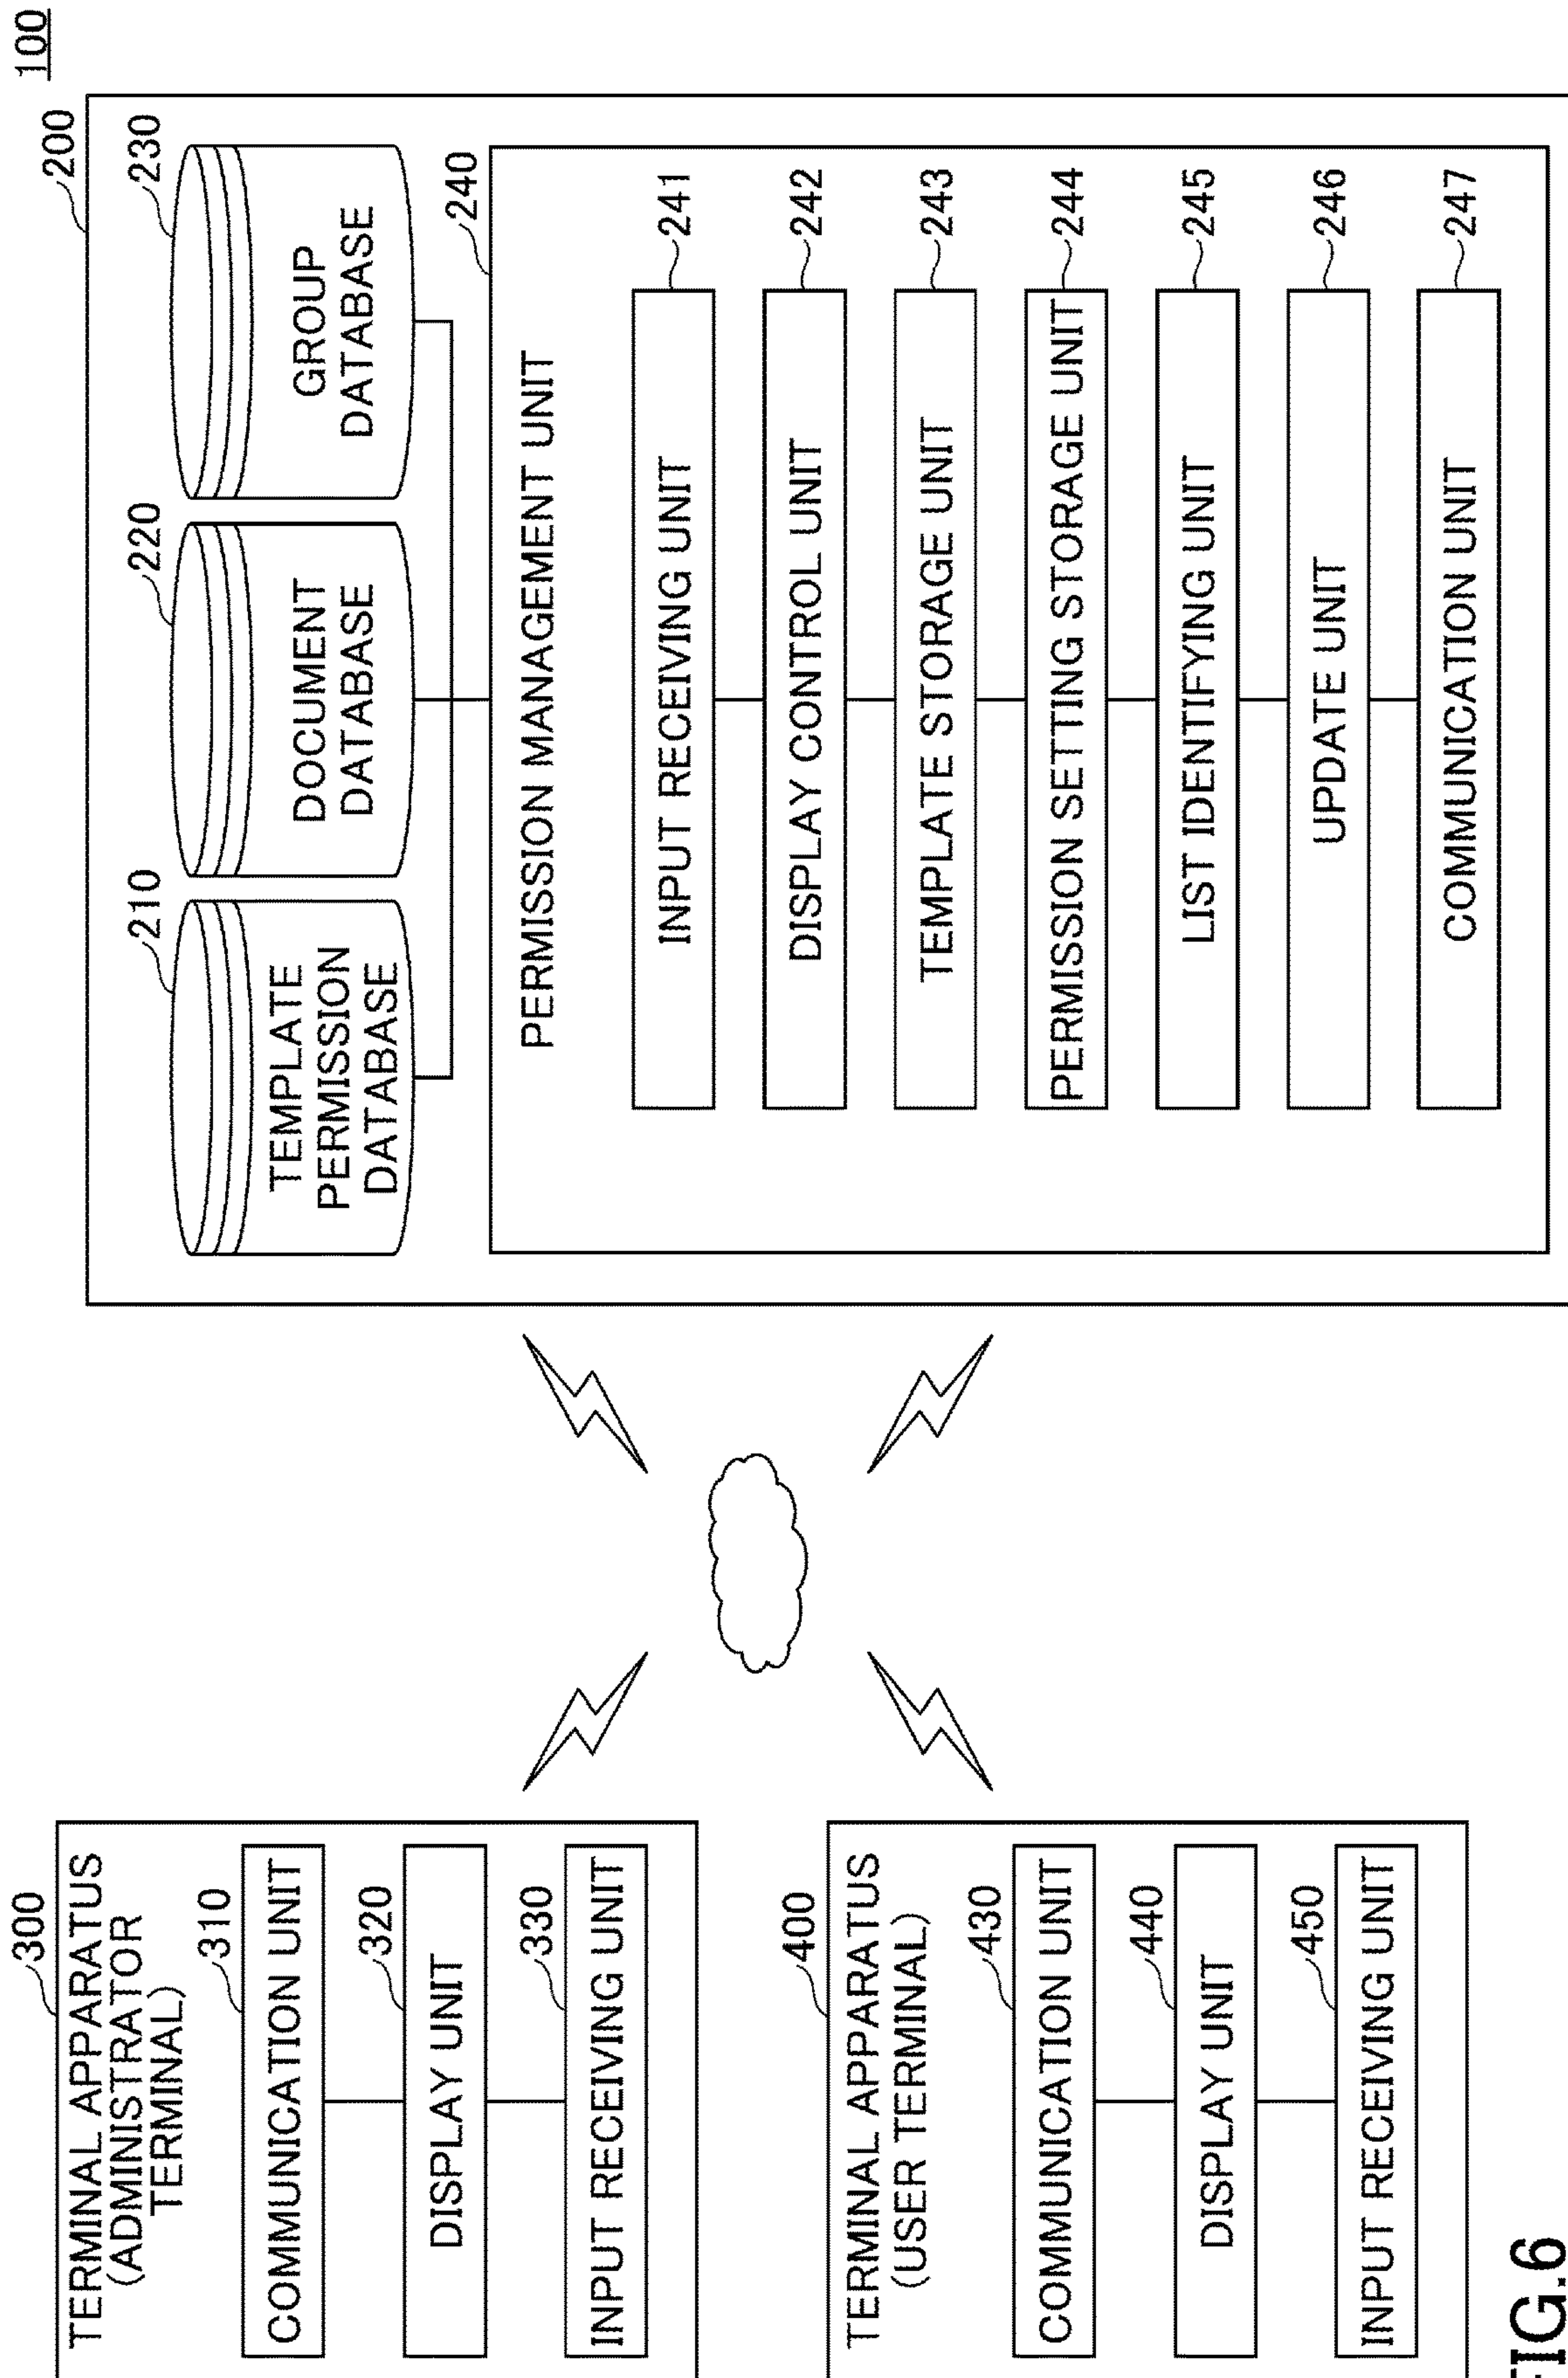 100
200
210
TEMPLATE
PERMISSION
DATABASE
220
DOCUMENT
DATABASE
230
GROUP
DATABASE
240
PERMISSION MANAGEMENT UNIT
INPUT RECEIVING UNIT
241
DISPLAY CONTROL UNIT
242
TEMPLATE STORAGE UNIT
243
PERMISSION SETTING STORAGE UNIT
244
LIST IDENTIFYING UNIT
245
UPDATE UNIT
246
COMMUNICATION UNIT
247
300
TERMINAL APPARATUS
(ADMINISTRATOR
TERMINAL)
310
COMMUNICATION UNIT
320
DISPLAY UNIT
330
INPUT RECEIVING UNIT
400
TERMINAL APPARATUS
(USER TERMINAL)
430
COMMUNICATION UNIT
440
DISPLAY UNIT
450
INPUT RECEIVING UNIT
FIG.6